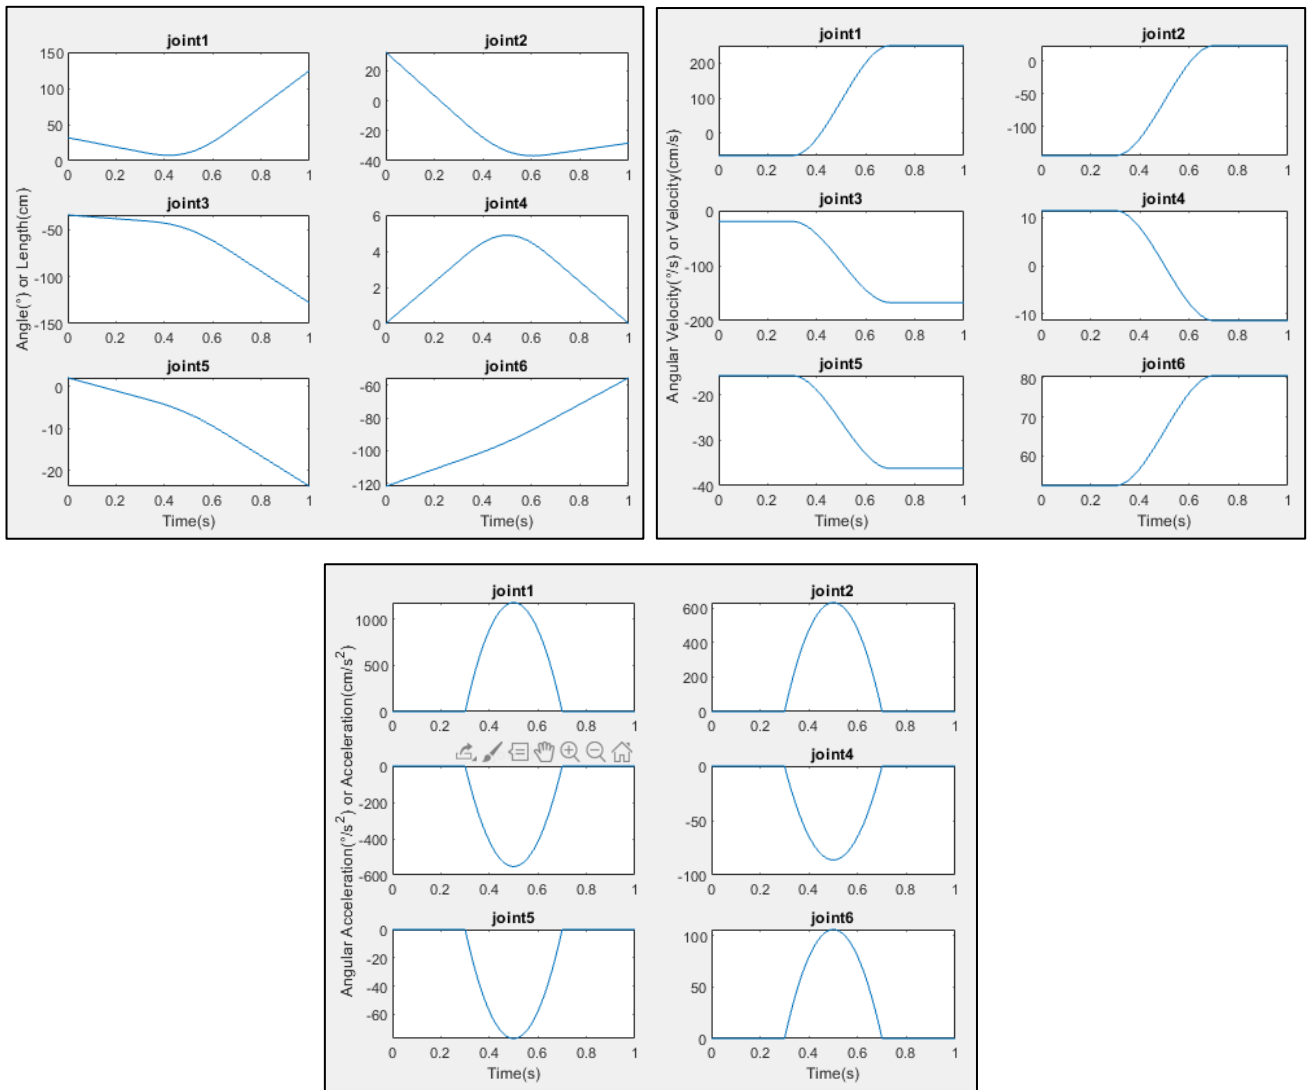 joint1
150
100
50
0
0 0.2 0.4 0.6 0.8 1
joint2
20
0
-20
-40
0 0.2 0.4 0.6 0.8 1
joint3
-50
-100
-150
0 0.2 0.4 0.6 0.8 1
joint4
6
4
2
0
0 0.2 0.4 0.6 0.8 1
joint5
0
-10
-20
0 0.2 0.4 0.6 0.8 1
Time(s)
joint6
-60
-80
-100
-120
0 0.2 0.4 0.6 0.8 1
Time(s)
Angle(°) or Length(cm)
joint1
200
100
0
0 0.2 0.4 0.6 0.8 1
joint2
0
-50
-100
0 0.2 0.4 0.6 0.8 1
joint3
0
-100
-200
0 0.2 0.4 0.6 0.8 1
joint4
10
0
-10
0 0.2 0.4 0.6 0.8 1
joint5
-20
-30
-40
0 0.2 0.4 0.6 0.8 1
Time(s)
joint6
80
70
60
0 0.2 0.4 0.6 0.8 1
Time(s)
Angular Velocity(°/s) or Velocity(cm/s)
joint1
1000
500
0
0 0.2 0.4 0.6 0.8 1
joint2
600
400
200
0
0 0.2 0.4 0.6 0.8 1
0
-200
-400
-600
0 0.2 0.4 0.6 0.8 1
joint4
0
-50
-100
0 0.2 0.4 0.6 0.8 1
joint5
0
-20
-40
-60
0 0.2 0.4 0.6 0.8 1
Time(s)
joint6
100
50
0
0 0.2 0.4 0.6 0.8 1
Time(s)
Angular Acceleration(°/s²) or Acceleration(cm/s²)